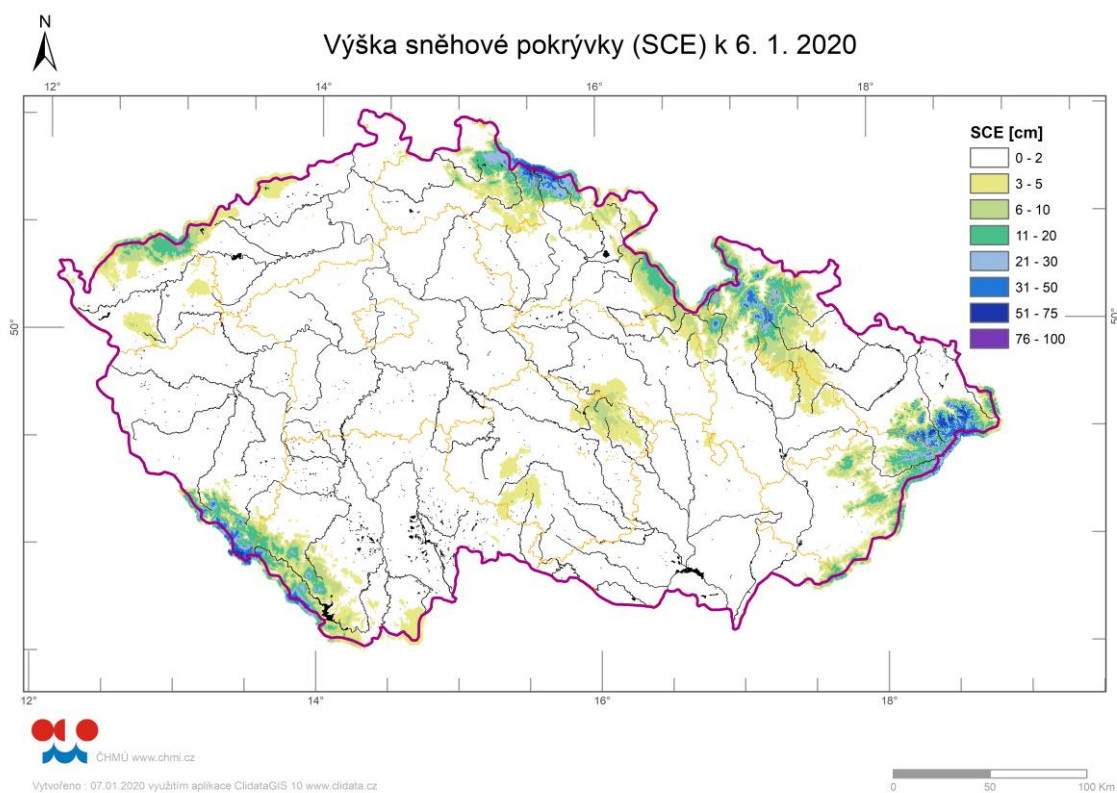 N
Výška sněhové pokrývky (SCE) k 6. 1. 2020
12° 14° 16° 18°
SCE [cm]
0 - 2
3 - 5
6 - 10
11 - 20
21 - 30
31 - 50
51 - 75
76 - 100
50° 50°
12° 14° 16° 18°
ČHMÚ www.chmi.cz
Vytvořeno : 07.01.2020 využitím aplikace ClidataGIS 10 www.clidata.cz
0 50 100 Km